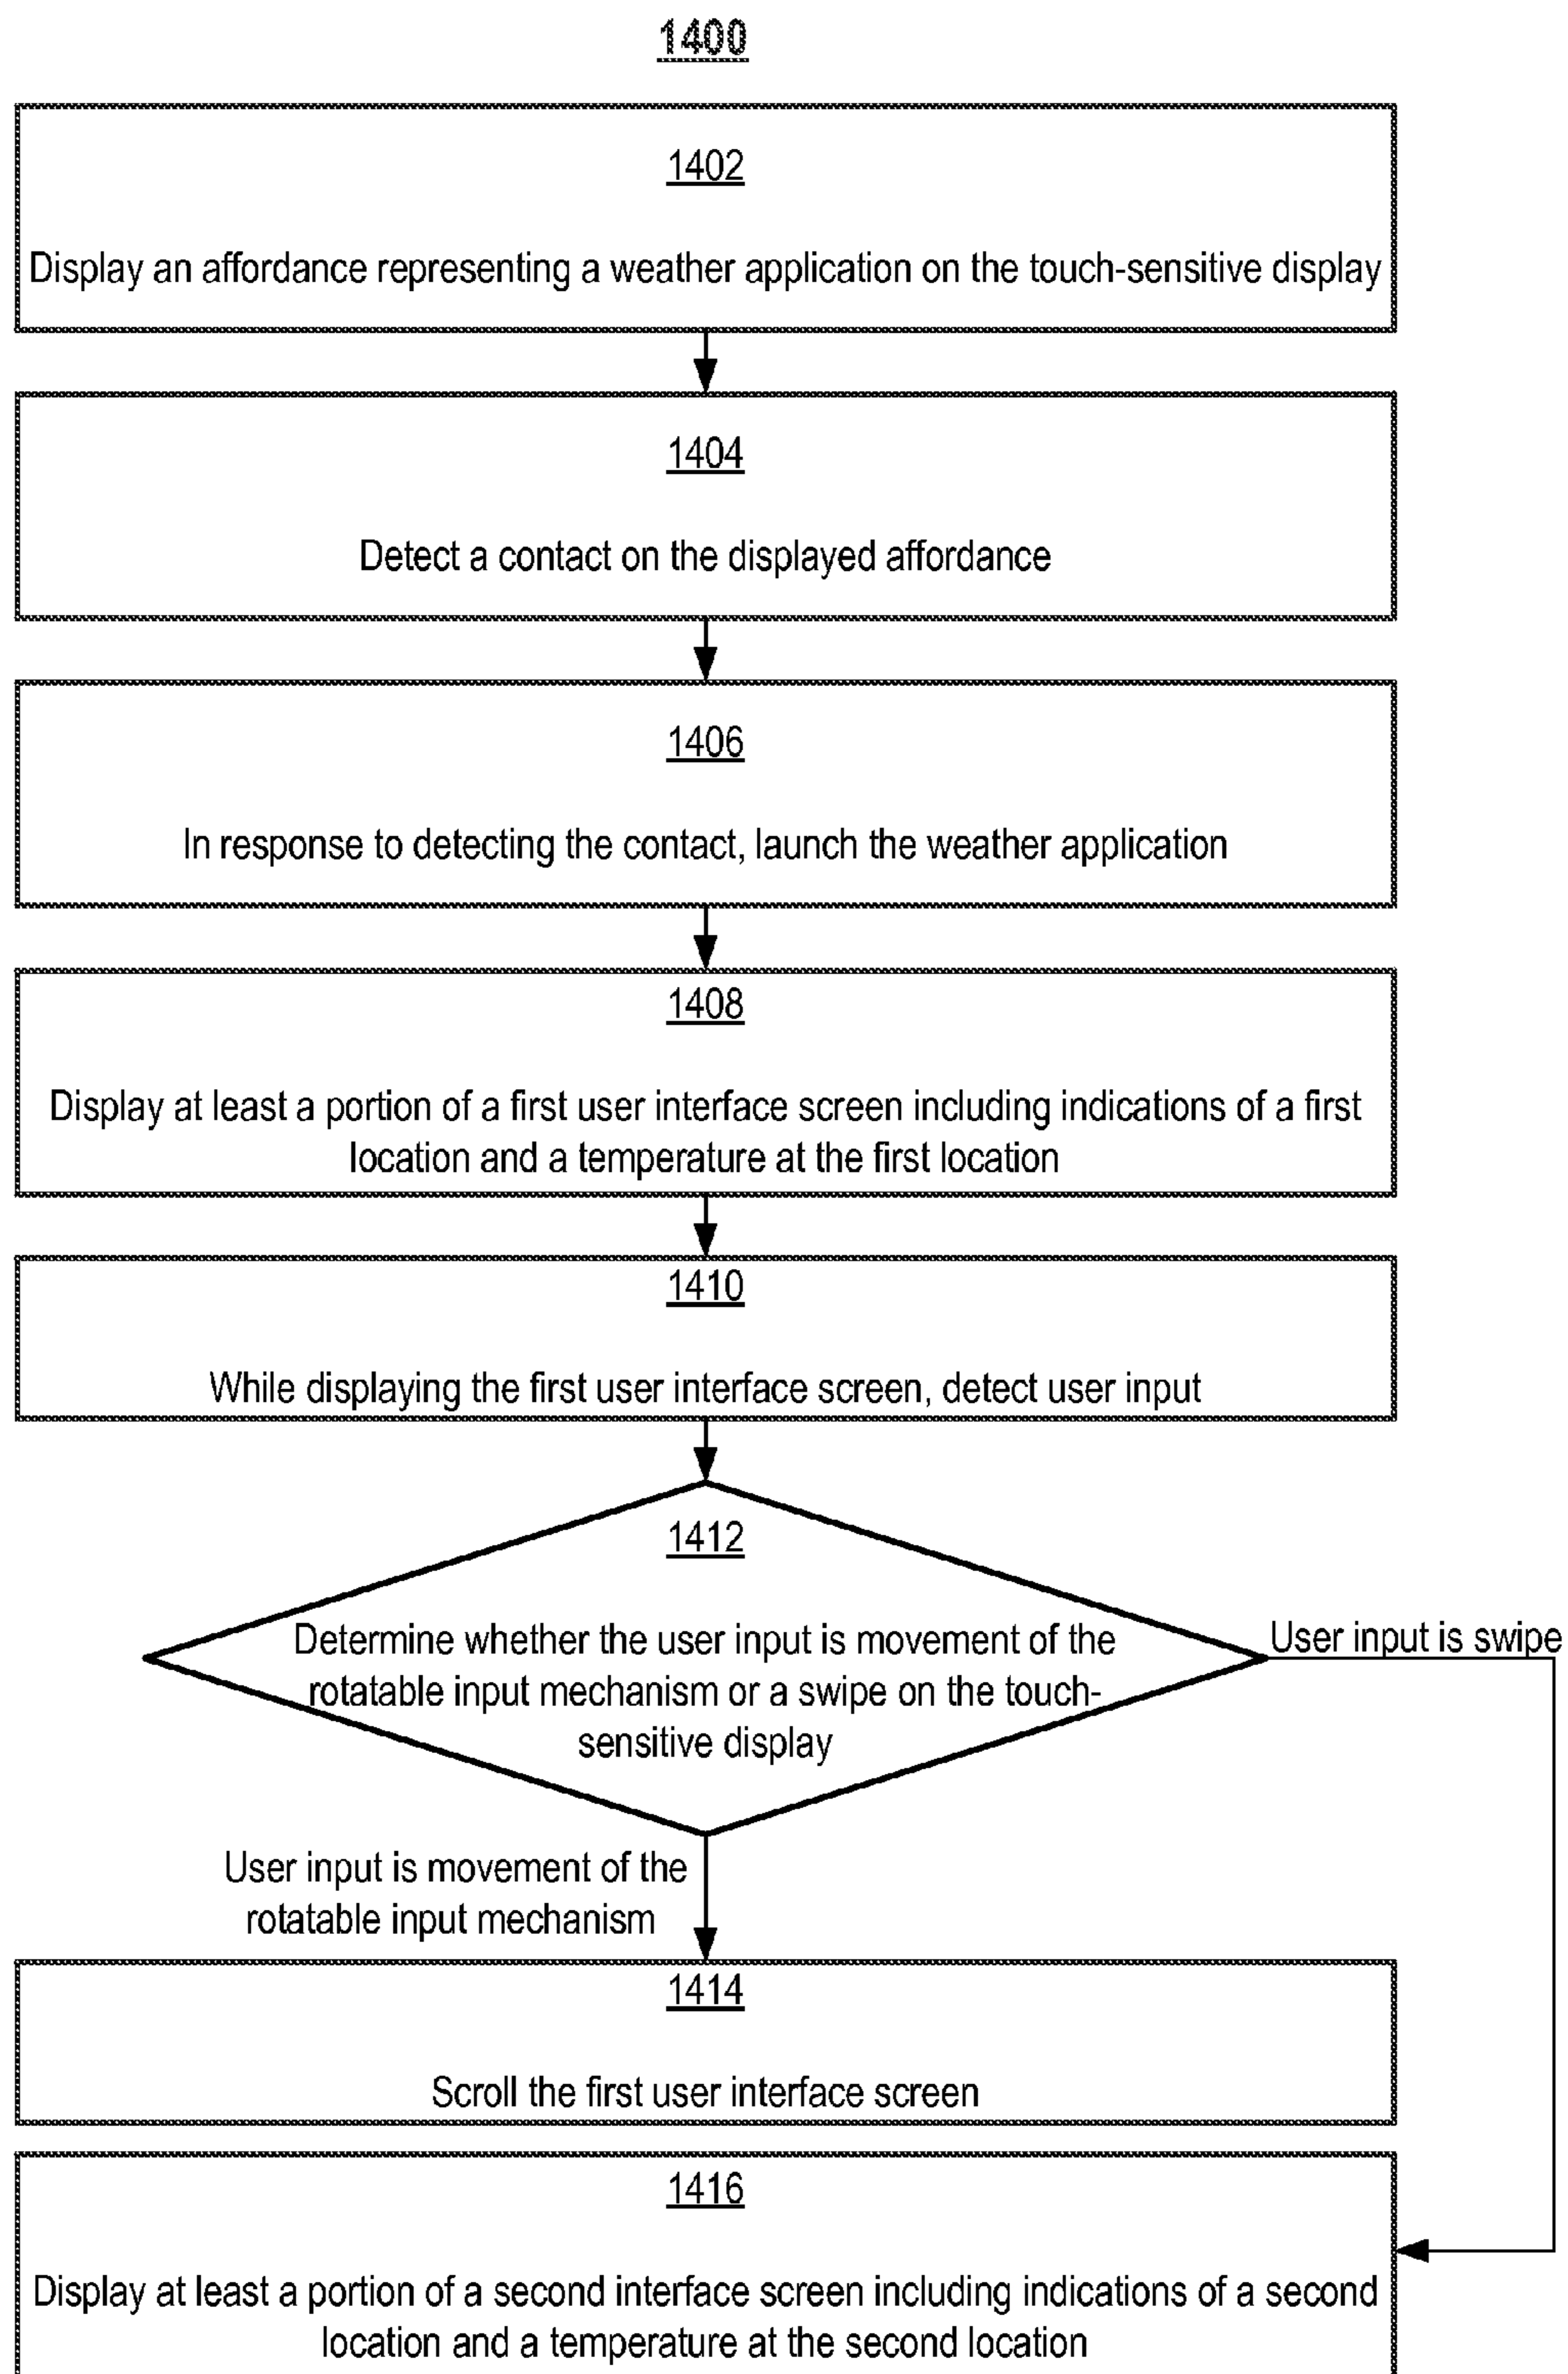 1400
1402
Display an affordance representing a weather application on the touch-sensitive display
1404
Detect a contact on the displayed affordance
1406
In response to detecting the contact, launch the weather application
1408
Display at least a portion of a first user interface screen including indications of a first
location and a temperature at the first location
1410
While displaying the first user interface screen, detect user input
1412
Determine whether the user input is movement of the
rotatable input mechanism or a swipe on the touch-
sensitive display
User input is swipe
User input is movement of the
rotatable input mechanism
1414
Scroll the first user interface screen
1416
Display at least a portion of a second interface screen including indications of a second
location and a temperature at the second location